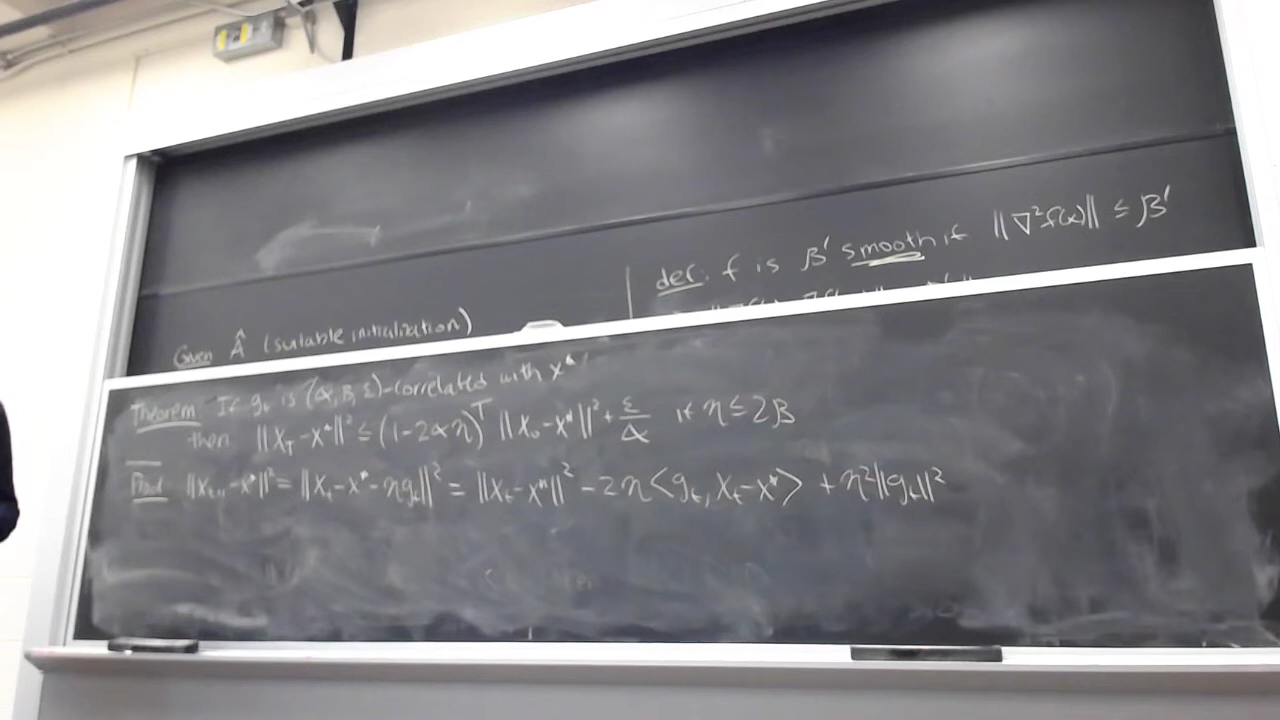 def: f is β' smooth if ||∇²f(x)|| ≤ β'
Given Â (suitable initialization)
Theorem: If g_t is (α, β, ε)-correlated with x*
then ||x_T - x*||² ≤ (1-2αη)^T ||x_0 - x*||² + ε/α if η ≤ 2β
Proof ||x_{t+1} - x*||² = ||x_t - x* - ηg_t||² = ||x_t - x*||² - 2η<g_t, x_t - x*> + η²||g_t||²